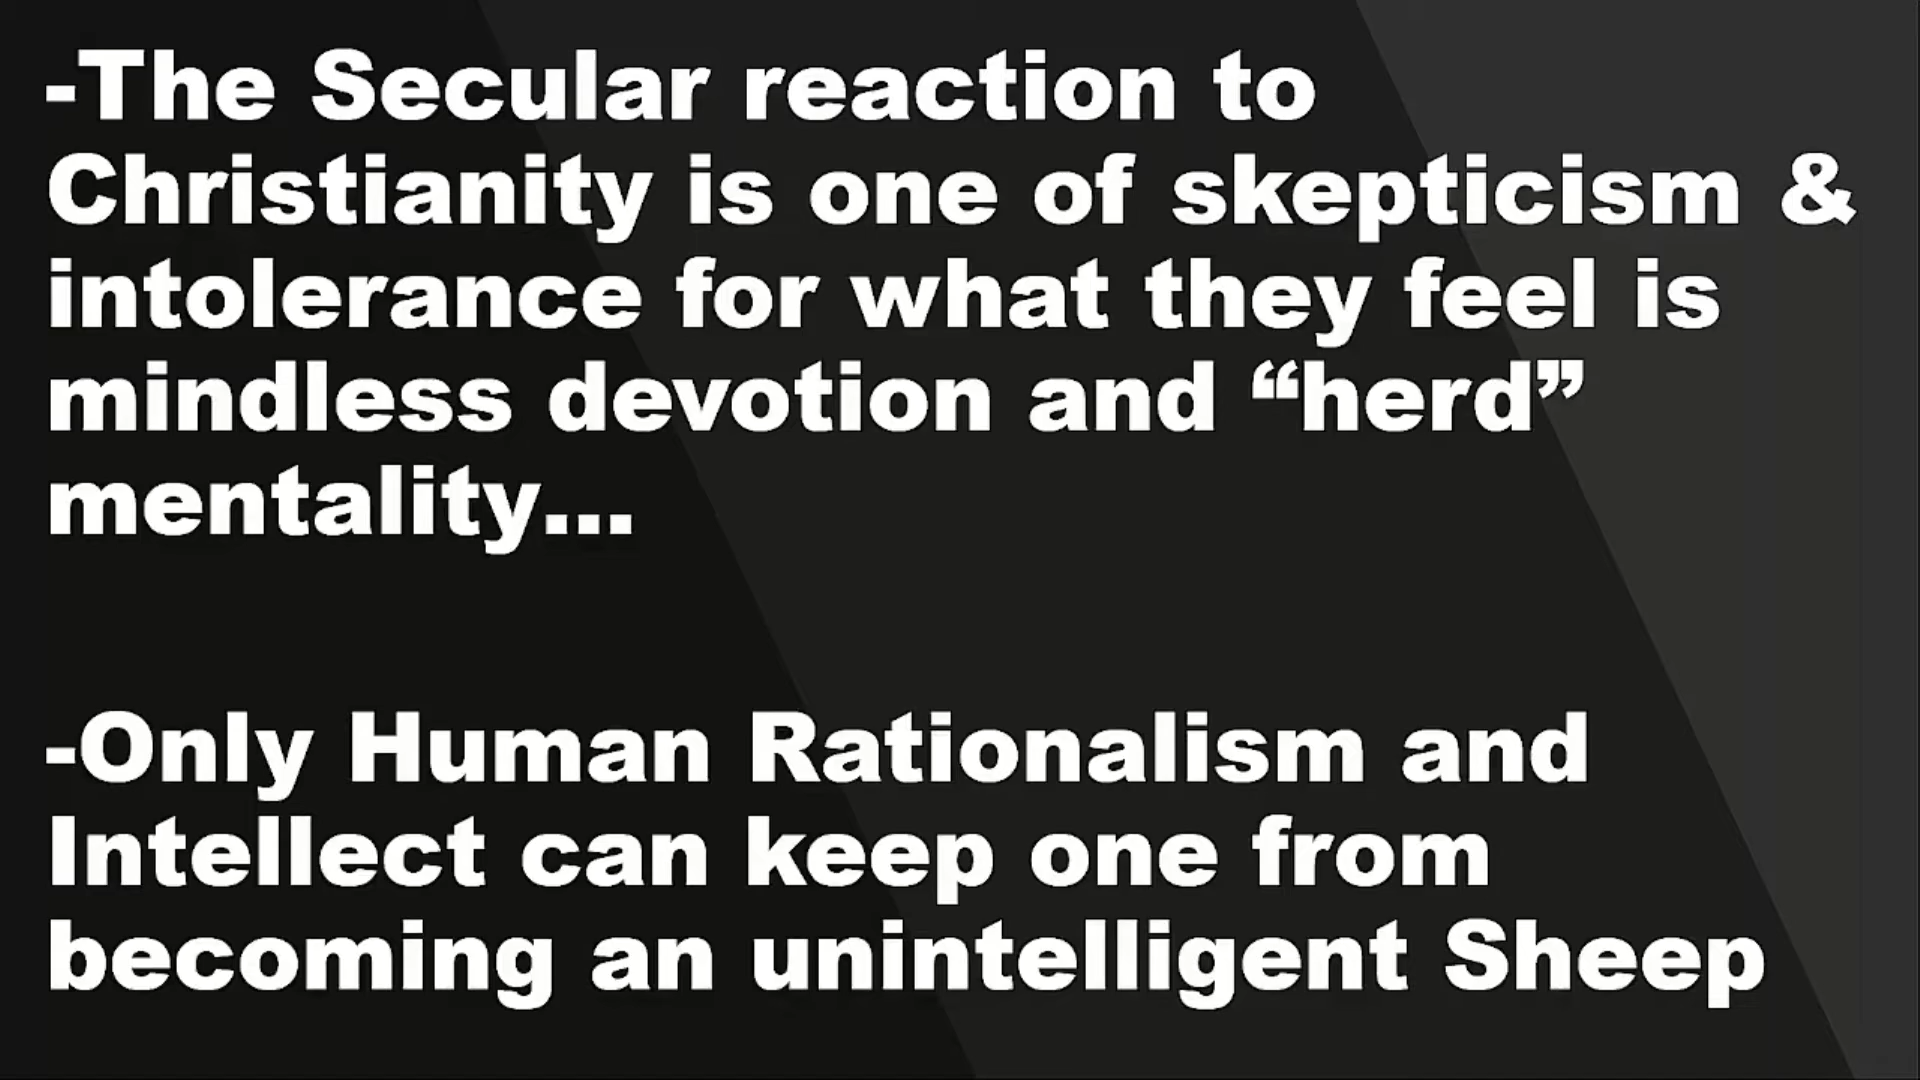 -The Secular reaction to
Christianity is one of skepticism &
intolerance for what they feel is
mindless devotion and “herd”
mentality...
-Only Human Rationalism and
Intellect can keep one from
becoming an unintelligent Sheep